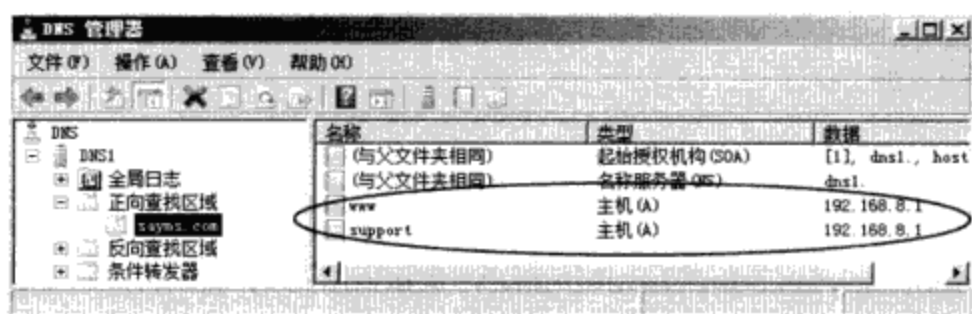 DNS 管理器
文件(F) 操作(A) 查看(V) 帮助(H)
DNS
DNS1
全局日志
正向查找区域
sayms.com
反向查找区域
条件转发器
名称 类型 数据
(与父文件夹相同) 起始授权机构(SOA) [1], dns1., host
(与父文件夹相同) 名称服务器(NS) dns1.
www 主机(A) 192.168.8.1
support 主机(A) 192.168.8.1